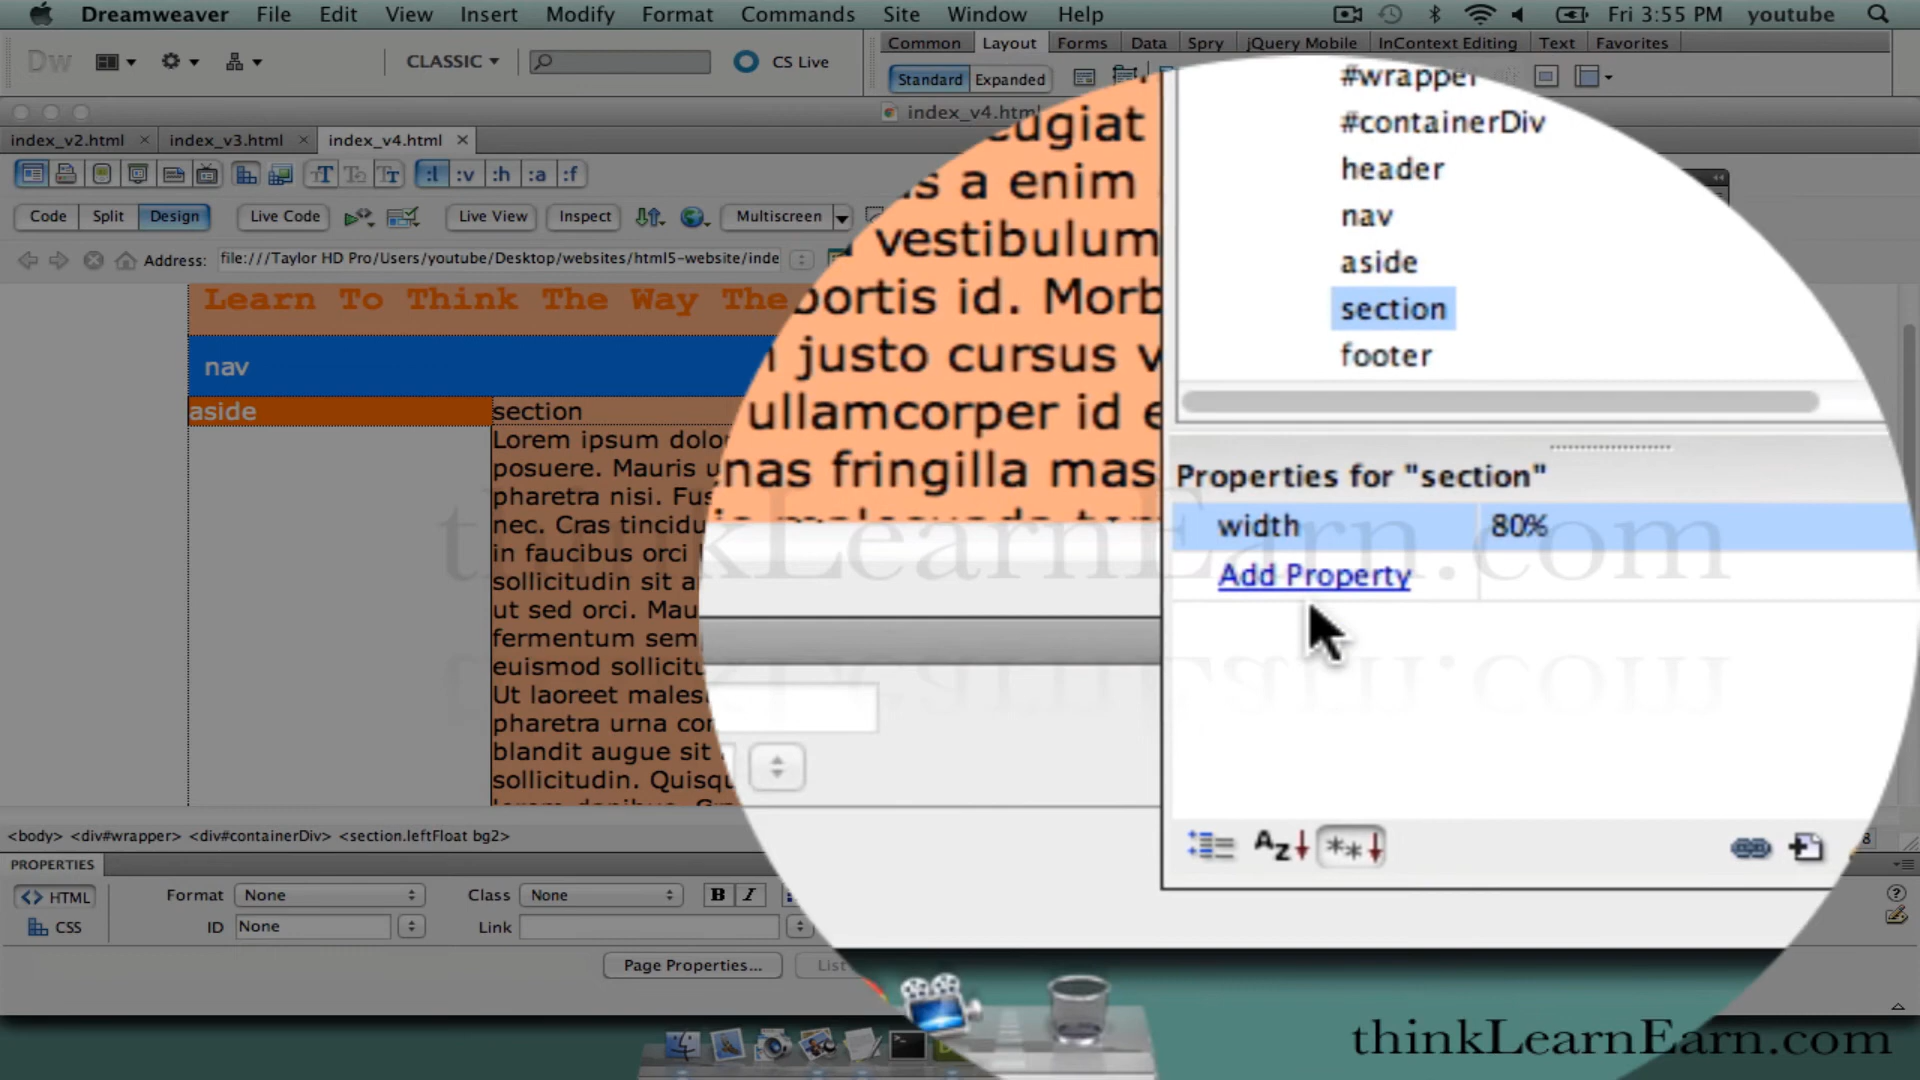 Dreamweaver File Edit View Insert Modify Format Commands Site Window Help
Fri 3:55 PM youtube
Dw
CLASSIC
CS Live
Common Layout Forms Data Spry jQuery Mobile InContext Editing Text Favorites
Standard Expanded
index_v4.html
index_v2.html index_v3.html index_v4.html
:l :v :h :a :f
Code Split Design Live Code Live View Inspect Multiscreen
Address: file:///Taylor HD Pro/Users/youtube/Desktop/websites/html5-website/inde
Learn To Think The Way The
nav
aside
section
Lorem ipsum dolo
posuere. Mauris u
pharetra nisi. Fus
nec. Cras tincidu
in faucibus orci
sollicitudin sit a
ut sed orci. Mau
fermentum sem
euismod sollicitu
Ut laoreet males
pharetra urna co
blandit augue sit
sollicitudin. Quisq
eugiat
s a enim
vestibulum
portis id. Morb
justo cursus v
ullamcorper id e
nas fringilla mas
#wrapper
#containerDiv
header
nav
aside
section
footer
Properties for "section"
width 80%
Add Property
thinkLearnEarn.com
<body> <div#wrapper> <div#containerDiv> <section.leftFloat bg2>
PROPERTIES
<> HTML Format None Class None B I
CSS ID None Link
Page Properties... List
thinkLearnEarn.com